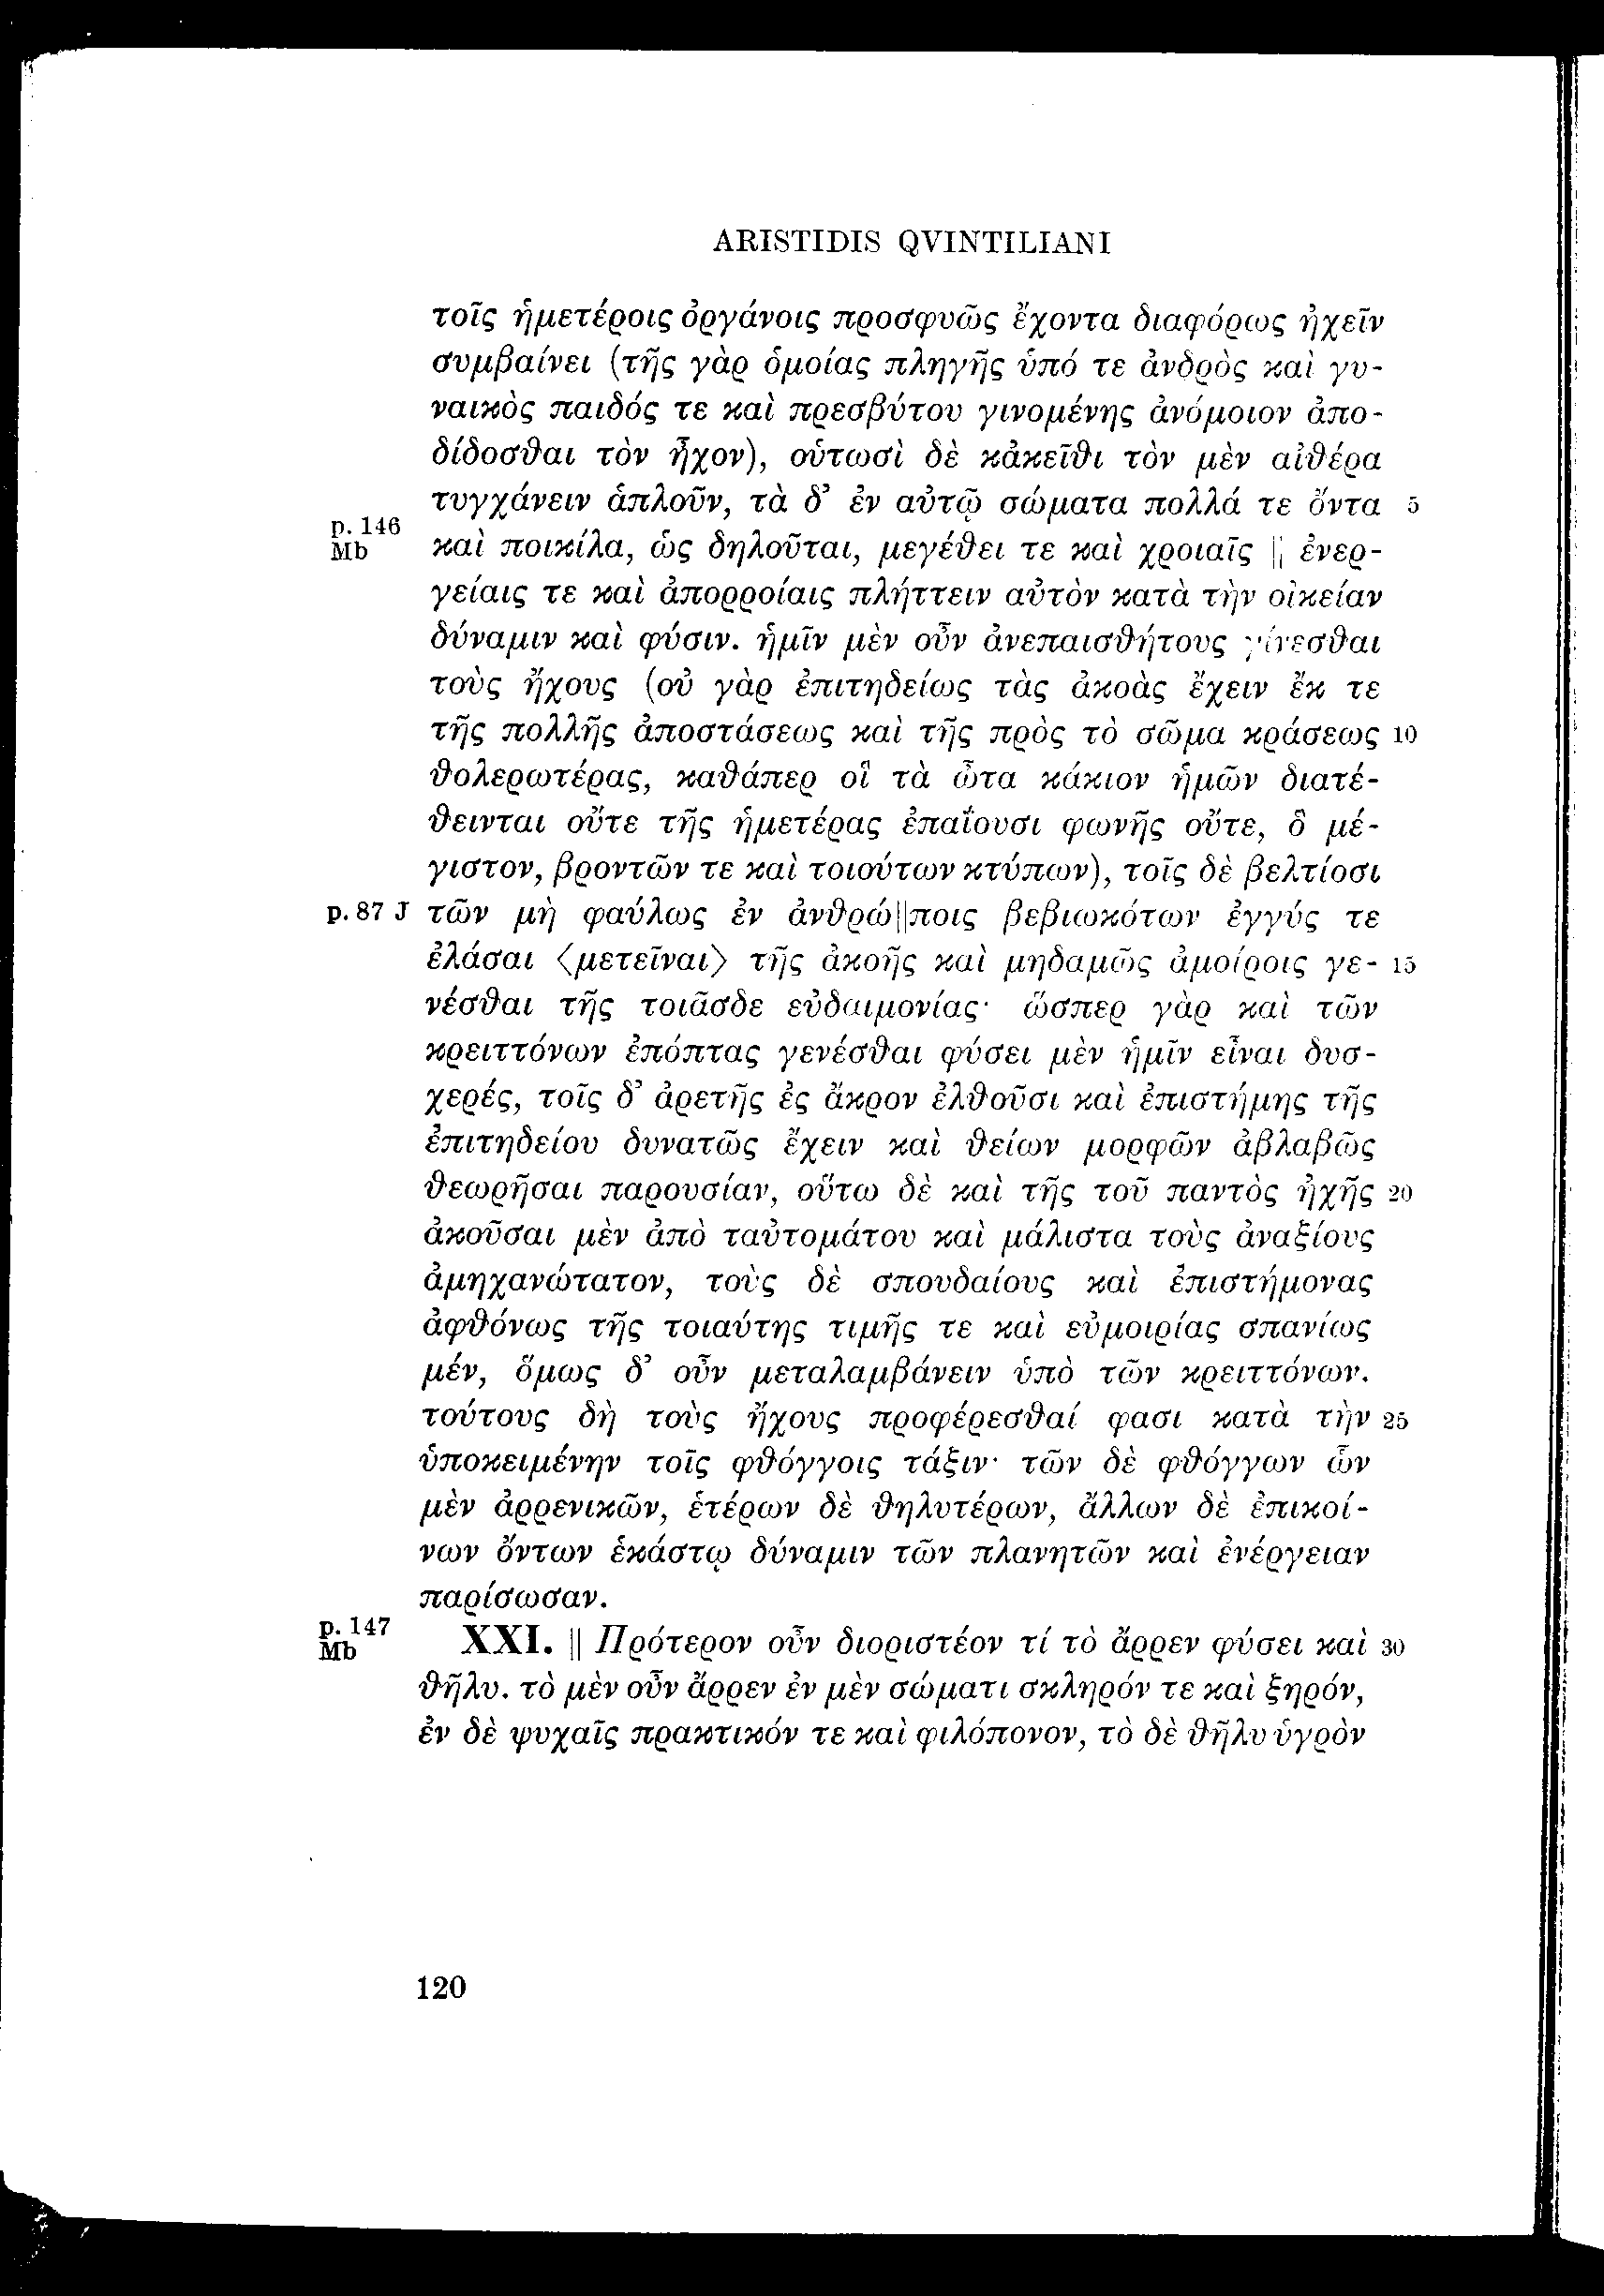 ARISTIDIS QVINTILIANI
τοῖς ἡμετέροις ὀργάνοις προσφυῶς ἔχοντα διαφόρως ἠχεῖν
συμβαίνει (τῆς γὰρ ὁμοίας πληγῆς ὑπό τε ἀνδρὸς καὶ γυ-
ναικὸς παιδός τε καὶ πρεσβύτου γινομένης ἀνόμοιον ἀπο-
δίδοσθαι τὸν ἦχον), οὑτωσὶ δὲ κἀκεῖθι τὸν μὲν αἰθέρα
τυγχάνειν ἁπλοῦν, τὰ δ’ ἐν αὐτῷ σώματα πολλά τε ὄντα 5
p. 146
Mb καὶ ποικίλα, ὡς δηλοῦται, μεγέθει τε καὶ χροιαῖς || ἐνερ-
γείαις τε καὶ ἀπορροίαις πλήττειν αὐτὸν κατὰ τὴν οἰκείαν
δύναμιν καὶ φύσιν. ἡμῖν μὲν οὖν ἀνεπαισθήτους γίνεσθαι
τοὺς ἤχους (οὐ γὰρ ἐπιτηδείως τὰς ἀκοὰς ἔχειν ἔκ τε
τῆς πολλῆς ἀποστάσεως καὶ τῆς πρὸς τὸ σῶμα κράσεως 10
θολερωτέρας, καθάπερ οἳ τὰ ὦτα κάκιον ἡμῶν διατέ-
θεινται οὔτε τῆς ἡμετέρας ἐπαΐουσι φωνῆς οὔτε, ὃ μέ-
γιστον, βροντῶν τε καὶ τοιούτων κτύπων), τοῖς δὲ βελτίοσι
p. 87 J τῶν μὴ φαύλως ἐν ἀνθρώ||ποις βεβιωκότων ἐγγύς τε
ἐλάσαι ⟨μετεῖναι⟩ τῆς ἀκοῆς καὶ μηδαμῶς ἀμοίροις γε- 15
νέσθαι τῆς τοιᾶσδε εὐδαιμονίας· ὥσπερ γὰρ καὶ τῶν
κρειττόνων ἐπόπτας γενέσθαι φύσει μὲν ἡμῖν εἶναι δυσ-
χερές, τοῖς δ’ ἀρετῆς ἐς ἄκρον ἐλθοῦσι καὶ ἐπιστήμης τῆς
ἐπιτηδείου δυνατῶς ἔχειν καὶ θείων μορφῶν ἀβλαβῶς
θεωρῆσαι παρουσίαν, οὕτω δὲ καὶ τῆς τοῦ παντὸς ἠχῆς 20
ἀκοῦσαι μὲν ἀπὸ ταὐτομάτου καὶ μάλιστα τοὺς ἀναξίους
ἀμηχανώτατον, τοὺς δὲ σπουδαίους καὶ ἐπιστήμονας
ἀφθόνως τῆς τοιαύτης τιμῆς τε καὶ εὐμοιρίας σπανίως
μέν, ὅμως δ’ οὖν μεταλαμβάνειν ὑπὸ τῶν κρειττόνων.
τούτους δὴ τοὺς ἤχους προφέρεσθαί φασι κατὰ τὴν 25
ὑποκειμένην τοῖς φθόγγοις τάξιν· τῶν δὲ φθόγγων ὧν
μὲν ἀρρενικῶν, ἑτέρων δὲ θηλυτέρων, ἄλλων δὲ ἐπικοί-
νων ὄντων ἑκάστῳ δύναμιν τῶν πλανητῶν καὶ ἐνέργειαν
παρίσωσαν.
p. 147
Mb XXI. || Πρότερον οὖν διοριστέον τί τὸ ἄρρεν φύσει καὶ 30
θῆλυ. τὸ μὲν οὖν ἄρρεν ἐν μὲν σώματι σκληρόν τε καὶ ξηρόν,
ἐν δὲ ψυχαῖς πρακτικόν τε καὶ φιλόπονον, τὸ δὲ θῆλυ ὑγρὸν
120